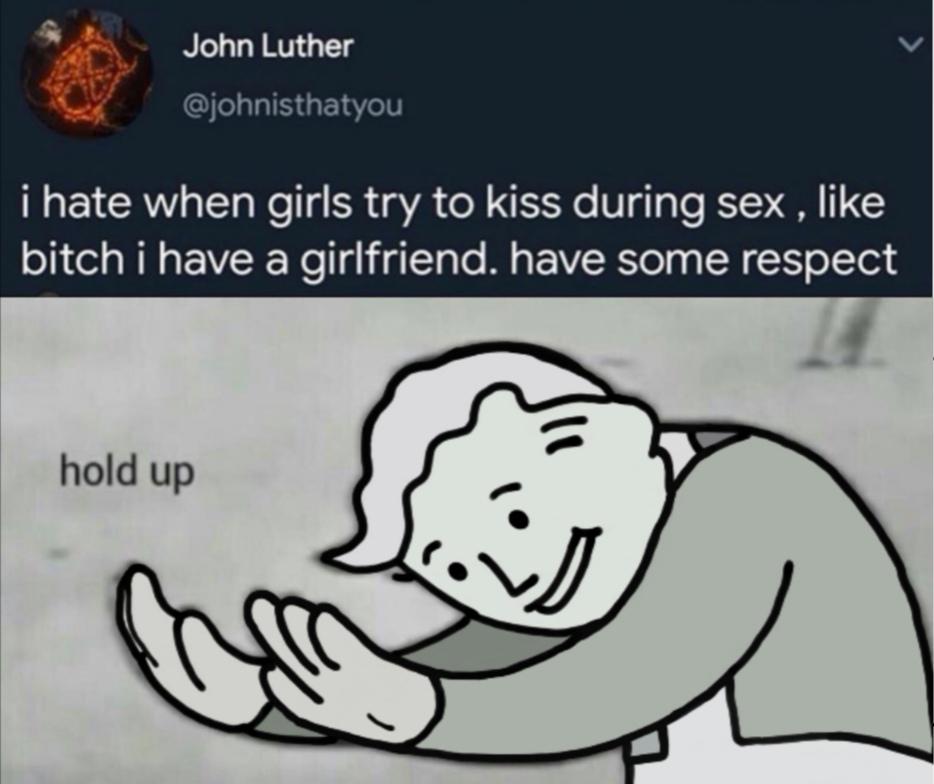 John Luther
@johnisthatyou
i hate when girls try to kiss during sex , like
bitch i have a girlfriend. have some respect
hold up